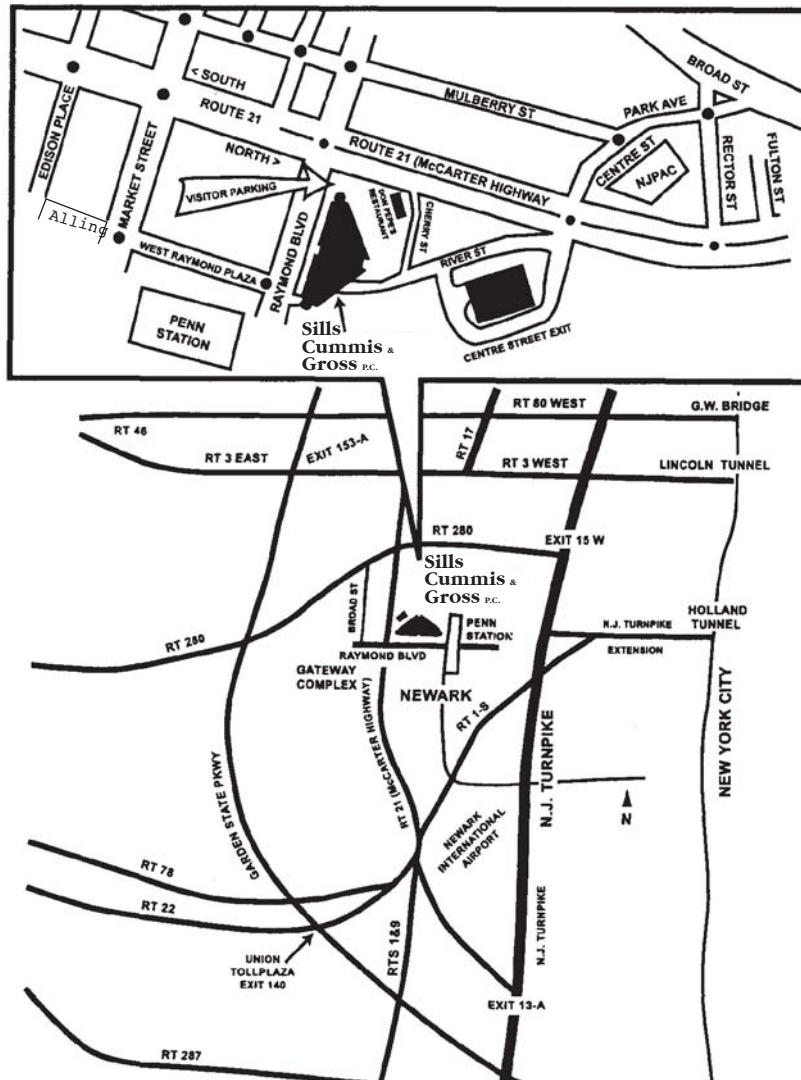 BROAD ST
< SOUTH
MULBERRY ST
PARK AVE
EDISON PLACE
ROUTE 21
MARKET STREET
NORTH >
ROUTE 21 (McCARTER HIGHWAY
CENTRE ST
NJPAC
RECTOR ST
FULTON ST
VISITOR PARKING
DON PEPE'S
RESTAURANT
CHERRY ST
Alling
WEST RAYMOND PLAZA
RAYMOND BLVD
RIVER ST
PENN
STATION
CENTRE STREET EXIT
Sills
Cummis &
Gross P.C.
RT 80 WEST
G.W. BRIDGE
RT 46
RT 17
RT 3 EAST
EXIT 153-A
RT 3 WEST
LINCOLN TUNNEL
RT 280
EXIT 15 W
Sills
Cummis &
Gross P.C.
HOLLAND
TUNNEL
BROAD ST
PENN
STATION
N.J. TURNPIKE
EXTENSION
RT 280
RAYMOND BLVD
GATEWAY
COMPLEX
NEWARK
RT 1-S
RT 21 (McCARTER HIGHWAY)
N.J. TURNPIKE
NEW YORK CITY
N
GARDEN STATE PKWY
NEWARK
INTERNATIONAL
AIRPORT
RT 78
RT 22
N.J. TURNPIKE
UNION
TOLLPLAZA
EXIT 140
RTS 1&9
EXIT 13-A
RT 287